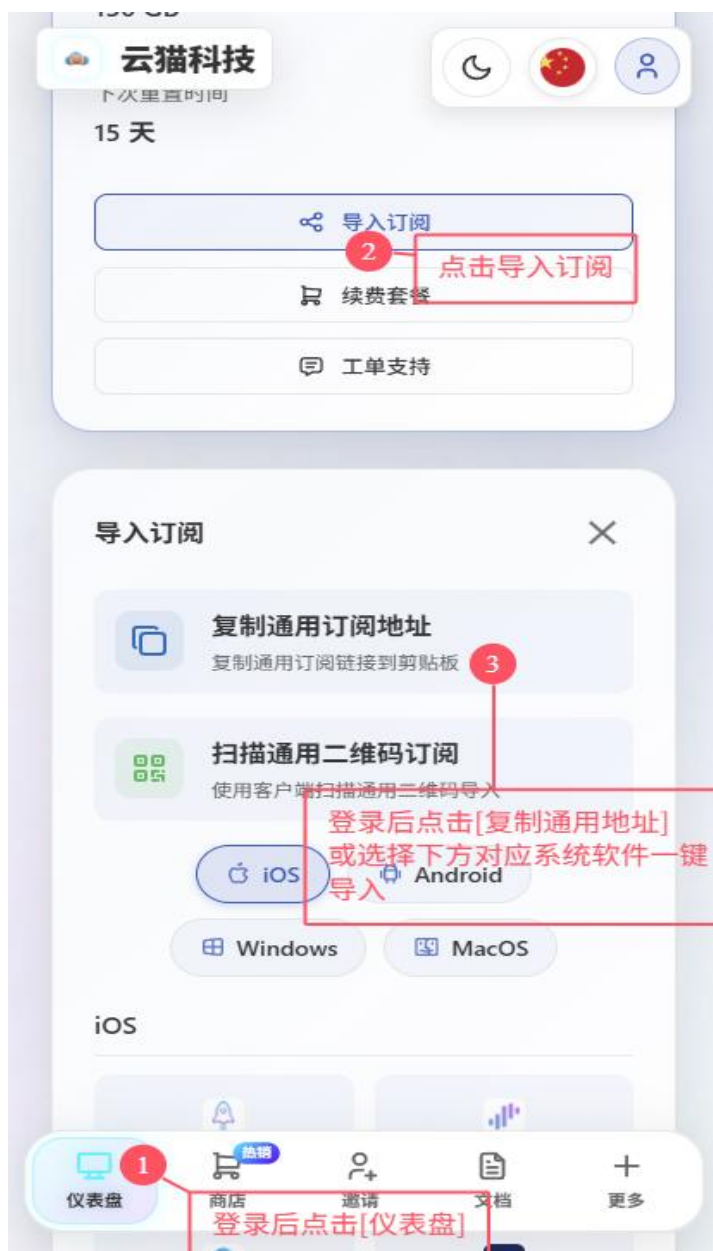 云猫科技
下次重置时间
15 天
导入订阅
2
点击导入订阅
续费套餐
工单支持
导入订阅
复制通用订阅地址
复制通用订阅链接到剪贴板
3
扫描通用二维码订阅
使用客户端扫描通用二维码导入
登录后点击[复制通用地址]
或选择下方对应系统软件一键
导入
iOS
Android
Windows
MacOS
iOS
1
热销
仪表盘
商店
邀请
文档
更多
登录后点击[仪表盘]